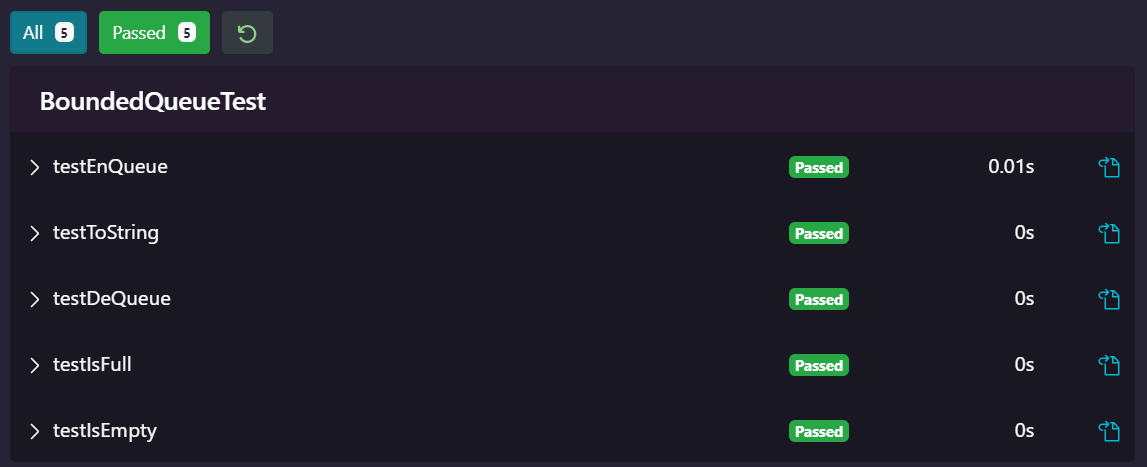 All 5 Passed 5
BoundedQueueTest
testEnQueue Passed 0.01s
testToString Passed 0s
testDeQueue Passed 0s
testIsFull Passed 0s
testIsEmpty Passed 0s